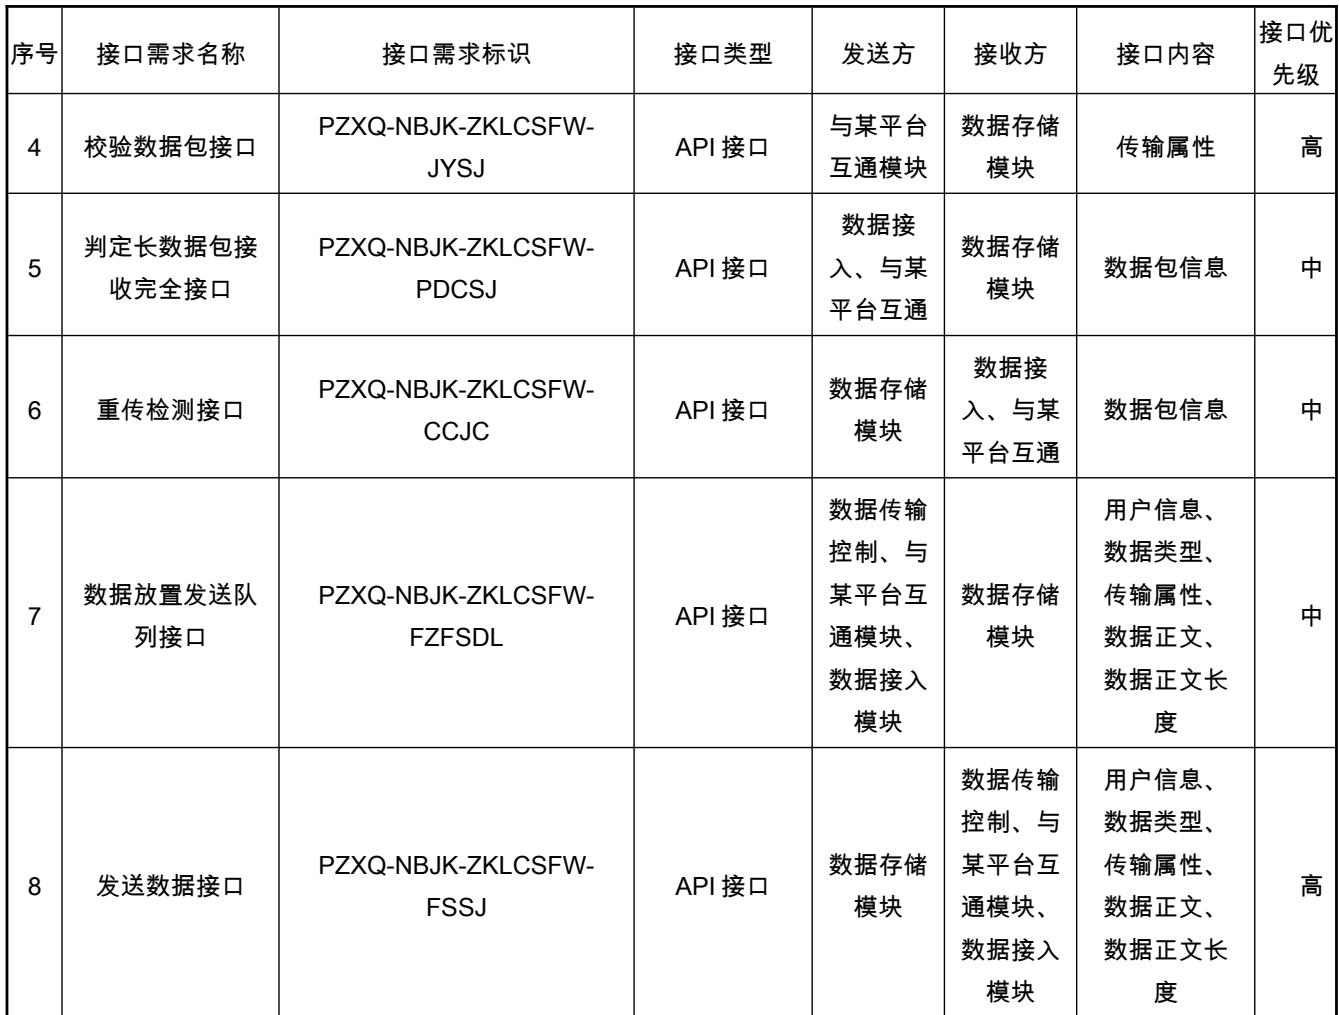 序号 接口需求名称 接口需求标识 接口类型 发送方 接收方 接口内容 接口优
先级
4 校验数据包接口 PZXQ-NBJK-ZKLCSFW-
JYSJ API 接口 与某平台
互通模块 数据存储
模块 传输属性 高
5 判定长数据包接
收完全接口 PZXQ-NBJK-ZKLCSFW-
PDCSJ API 接口 数据接
入、与某
平台互通 数据存储
模块 数据包信息 中
6 重传检测接口 PZXQ-NBJK-ZKLCSFW-
CCJC API 接口 数据存储
模块 数据接
入、与某
平台互通 数据包信息 中
7 数据放置发送队
列接口 PZXQ-NBJK-ZKLCSFW-
FZFSDL API 接口 数据传输
控制、与
某平台互
通模块、
数据接入
模块 数据存储
模块 用户信息、
数据类型、
传输属性、
数据正文、
数据正文长
度 中
8 发送数据接口 PZXQ-NBJK-ZKLCSFW-
FSSJ API 接口 数据存储
模块 数据传输
控制、与
某平台互
通模块、
数据接入
模块 用户信息、
数据类型、
传输属性、
数据正文、
数据正文长
度 高